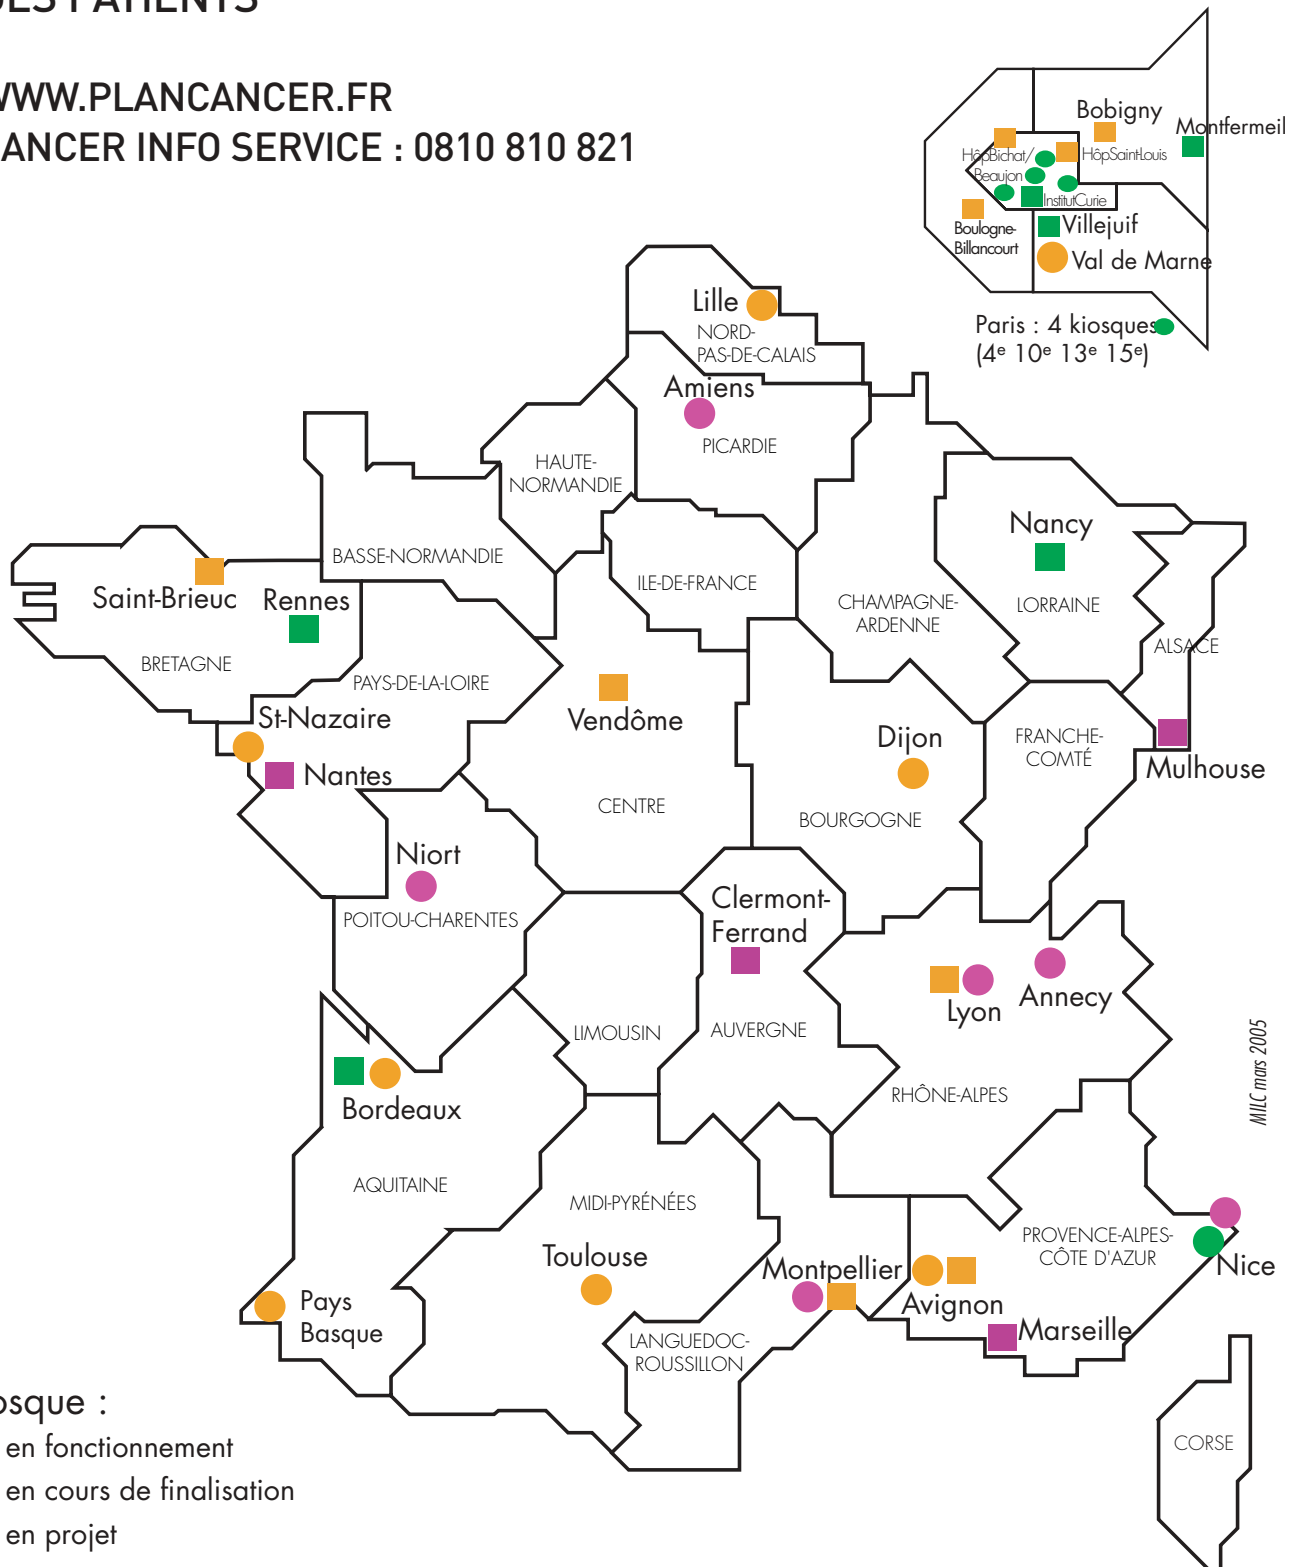 DES PATIENTS
WWW.PLANCANCER.FR
ANCER INFO SERVICE : 0810 810 821
Bobigny
Montfermeil
HôpBichat/
Beaujon
HôpSaintLouis
InstitutCurie
Boulogne-
Billancourt
Villejuif
Val de Marne
Paris : 4 kiosques
(4e 10e 13e 15e)
Lille
NORD-
PAS-DE-CALAIS
Amiens
PICARDIE
HAUTE-
NORMANDIE
BASSE-NORMANDIE
ILE-DE-FRANCE
CHAMPAGNE-
ARDENNE
Nancy
LORRAINE
ALSACE
Saint-Brieuc
Rennes
BRETAGNE
PAYS-DE-LA-LOIRE
St-Nazaire
Nantes
Vendôme
CENTRE
Dijon
BOURGOGNE
FRANCHE-
COMTÉ
Mulhouse
Niort
POITOU-CHARENTES
Clermont-
Ferrand
AUVERGNE
LIMOUSIN
Lyon
Annecy
RHÔNE-ALPES
MILC mars 2005
Bordeaux
AQUITAINE
MIDI-PYRÉNÉES
Toulouse
Pays
Basque
Montpellier
LANGUEDOC-
ROUSSILLON
Avignon
PROVENCE-ALPES-
CÔTE D'AZUR
Nice
Marseille
CORSE
osque :
en fonctionnement
en cours de finalisation
en projet